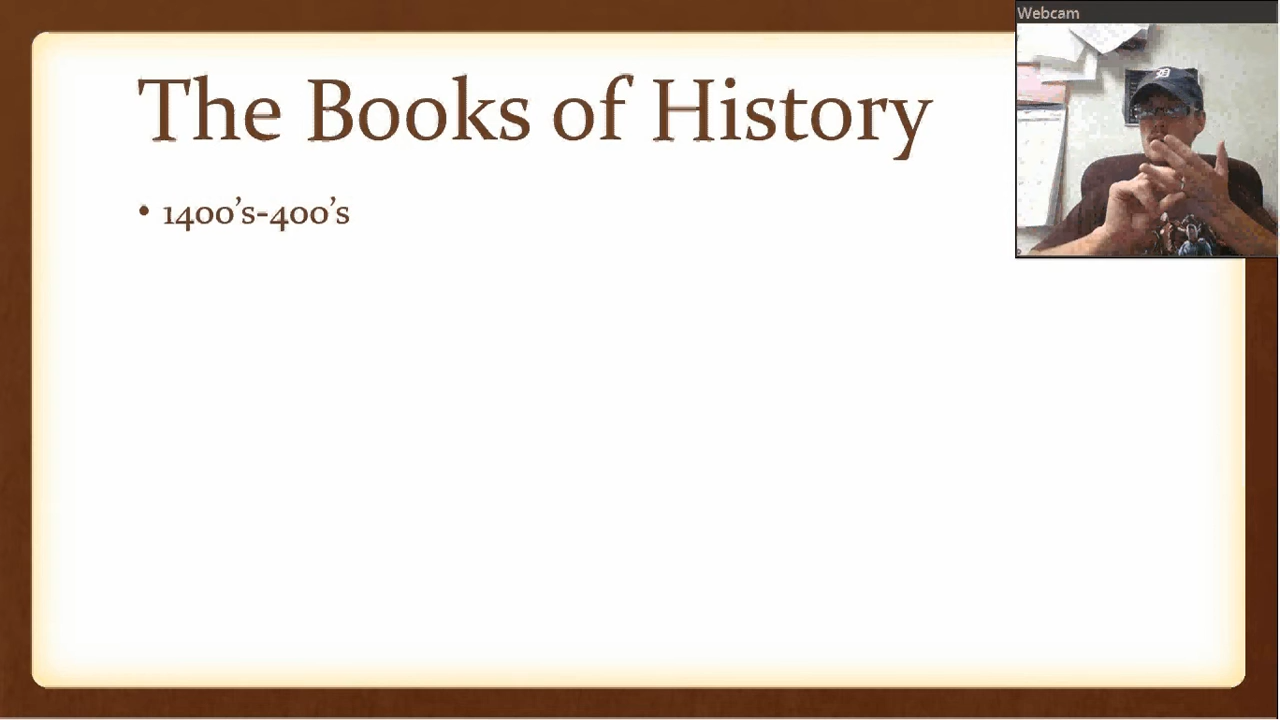 Webcam
The Books of History
• 1400's-400's
D